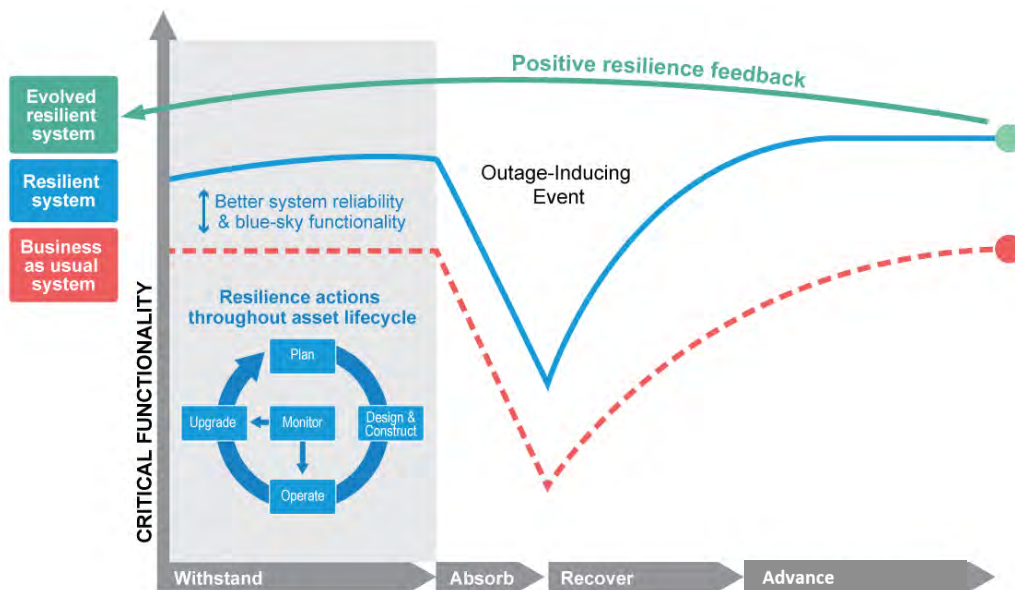 Positive resilience feedback
Evolved
resilient
system
Resilient
system
Business
as usual
system
CRITICAL FUNCTIONALITY
Better system reliability
& blue-sky functionality
Outage-Inducing
Event
Resilience actions
throughout asset lifecycle
Plan
Upgrade
Monitor
Design &
Construct
Operate
Withstand
Absorb
Recover
Advance